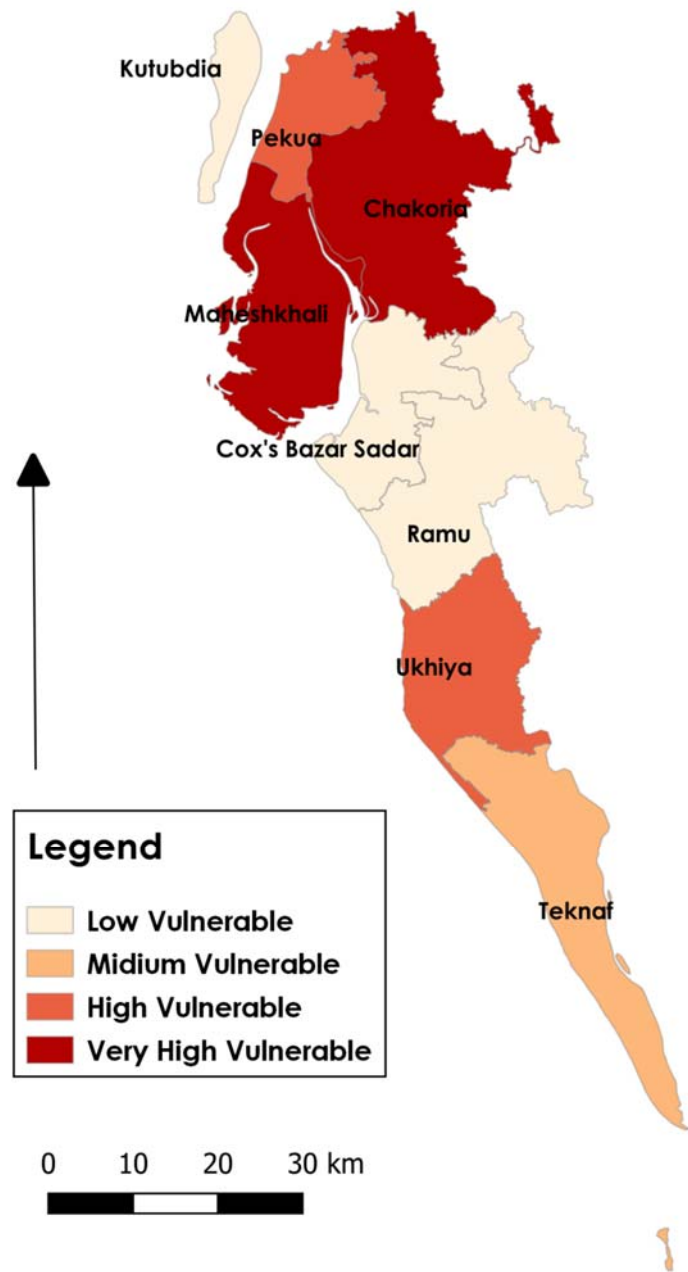 Kutubdia
Pekua
Chakoria
Maheshkhali
Cox's Bazar Sadar
Ramu
Ukhiya
Teknaf
Legend
Low Vulnerable
Midium Vulnerable
High Vulnerable
Very High Vulnerable
0 10 20 30 km